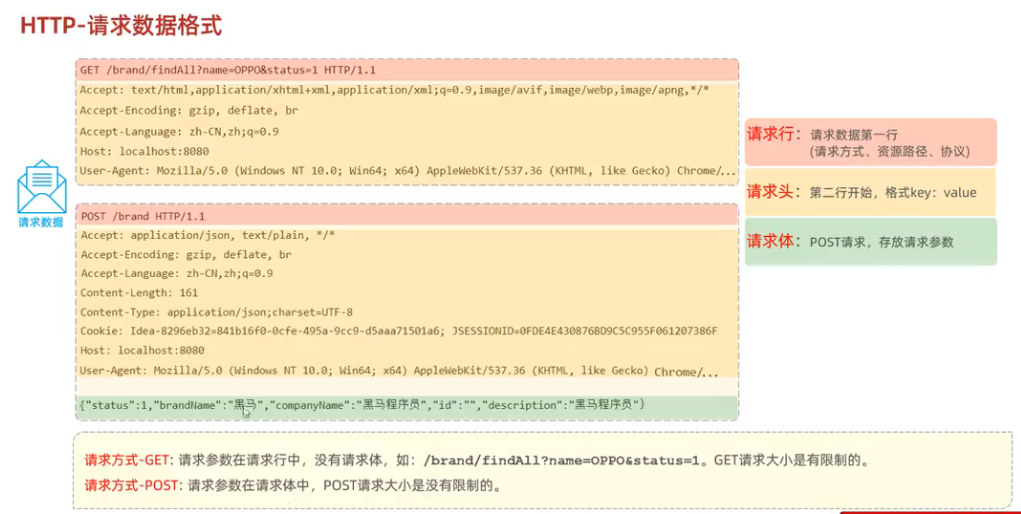 HTTP-请求数据格式
GET /brand/findAll?name=OPPO&status=1 HTTP/1.1
Accept: text/html,application/xhtml+xml,application/xml;q=0.9,image/avif,image/webp,image/apng,*/*
Accept-Encoding: gzip, deflate, br
Accept-Language: zh-CN,zh;q=0.9
Host: localhost:8080
User-Agent: Mozilla/5.0 (Windows NT 10.0; Win64; x64) AppleWebKit/537.36 (KHTML, like Gecko) Chrome/...
请求数据
POST /brand HTTP/1.1
Accept: application/json, text/plain, */*
Accept-Encoding: gzip, deflate, br
Accept-Language: zh-CN,zh;q=0.9
Content-Length: 161
Content-Type: application/json;charset=UTF-8
Cookie: Idea-8296eb32=841b16f0-0cfe-495a-9cc9-d5aaa71501a6; JSESSIONID=0FDE4E430876BD9C5C955F061207386F
Host: localhost:8080
User-Agent: Mozilla/5.0 (Windows NT 10.0; Win64; x64) AppleWebKit/537.36 (KHTML, like Gecko) Chrome/...
{"status":1,"brandName":"黑马","companyName":"黑马程序员","id":"","description":"黑马程序员"}
请求行：请求数据第一行
(请求方式、资源路径、协议)
请求头：第二行开始，格式key：value
请求体：POST请求，存放请求参数
请求方式-GET: 请求参数在请求行中，没有请求体，如：/brand/findAll?name=OPPO&status=1。GET请求大小是有限制的。
请求方式-POST: 请求参数在请求体中，POST请求大小是没有限制的。